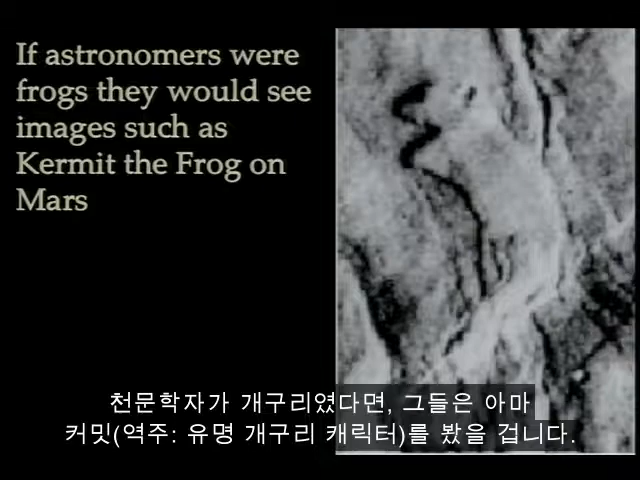 If astronomers were
frogs they would see
images such as
Kermit the Frog on
Mars
천문학자가 개구리였다면, 그들은 아마
커밋(역주: 유명 개구리 캐릭터)를 봤을 겁니다.